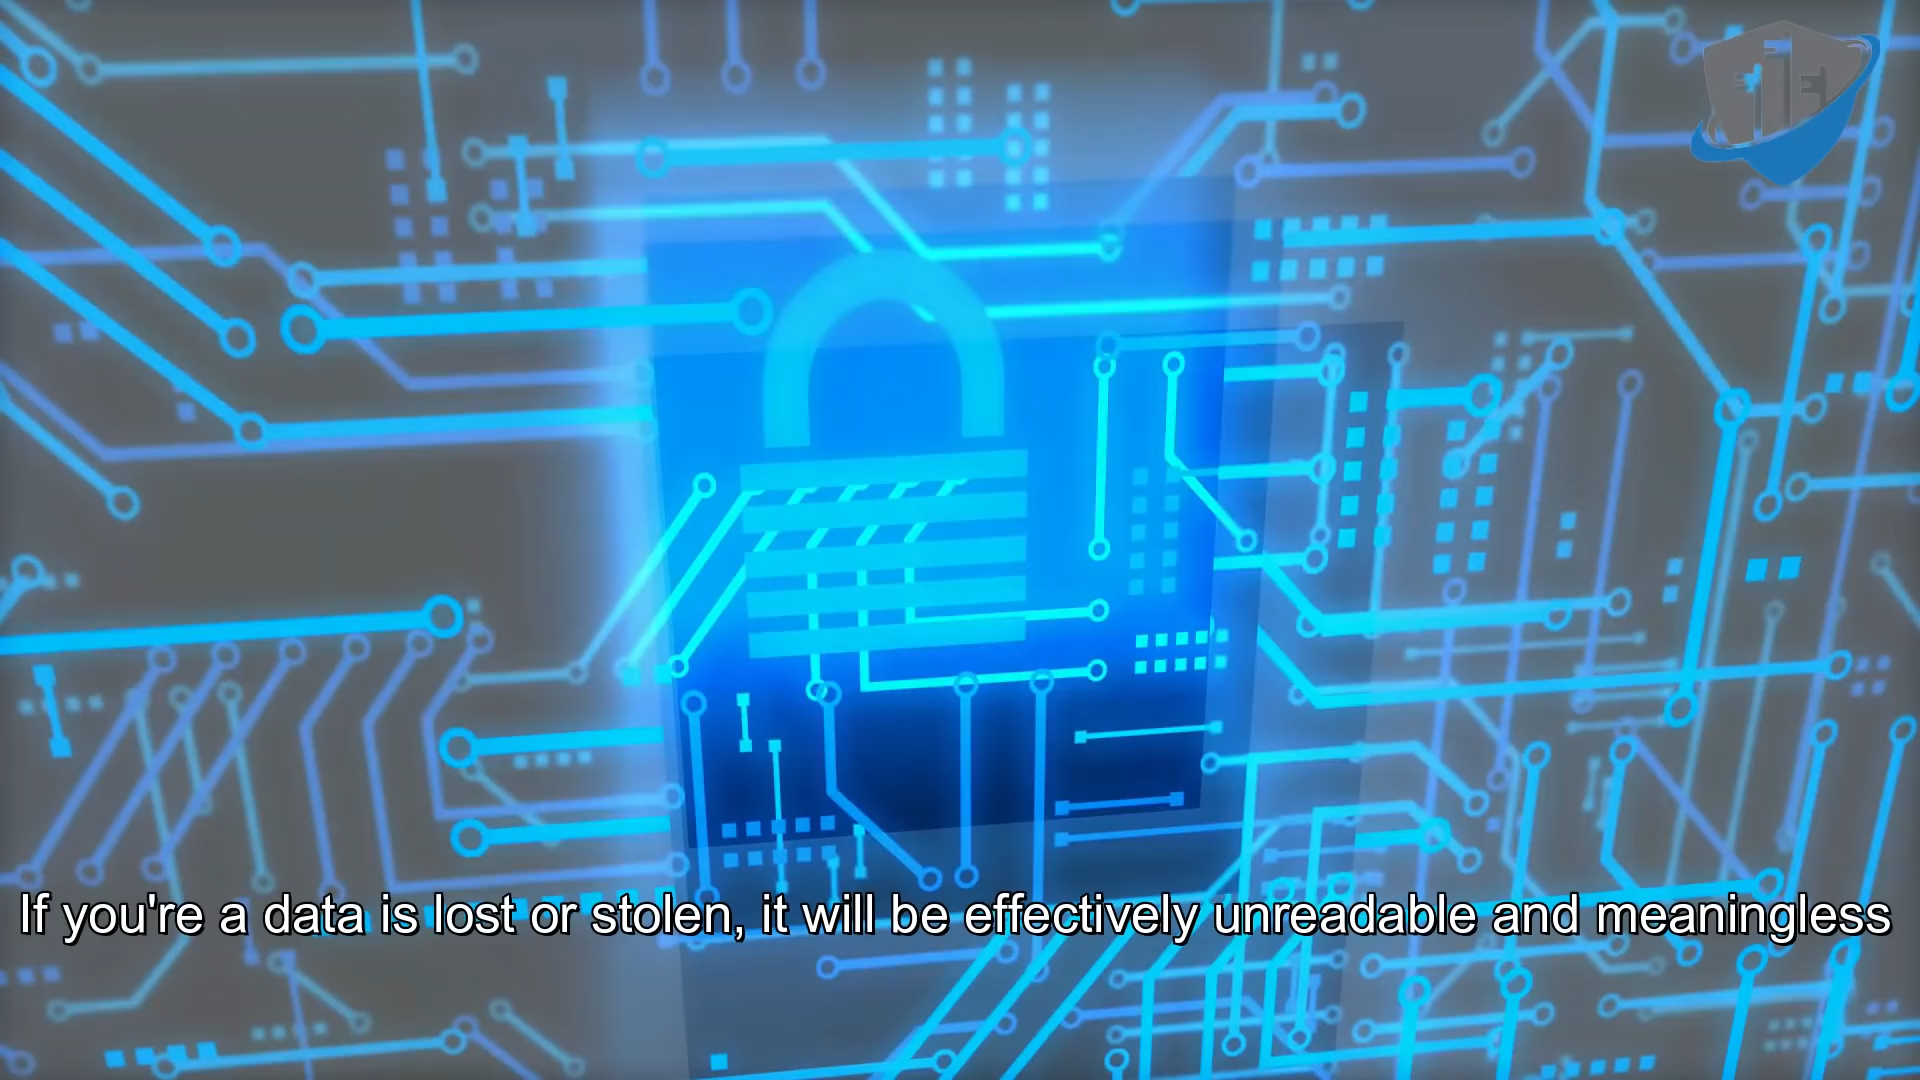 If you're a data is lost or stolen, it will be effectively unreadable and meaningless